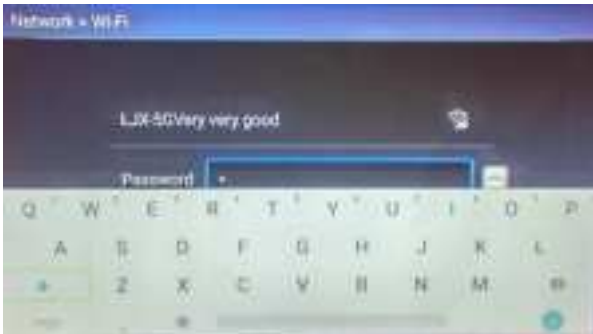 Network > Wi-Fi
LJX-5GVery very good
Password
Q W E R T Y U I O P
A S D F G H J K L
Z X C V B N M